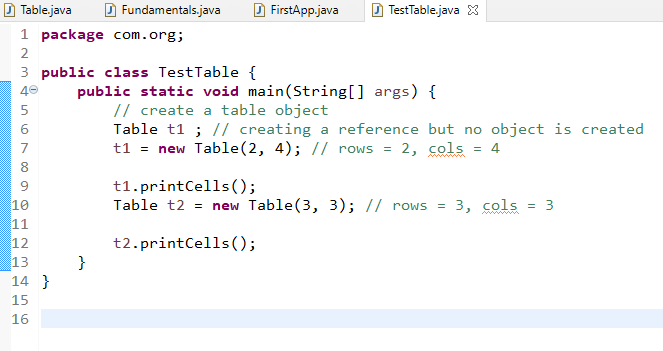 Table.java Fundamentals.java FirstApp.java TestTable.java
1 package com.org;
2
3 public class TestTable {
4 public static void main(String[] args) {
5 // create a table object
6 Table t1 ; // creating a reference but no object is created
7 t1 = new Table(2, 4); // rows = 2, cols = 4
8
9 t1.printCells();
10 Table t2 = new Table(3, 3); // rows = 3, cols = 3
11
12 t2.printCells();
13 }
14 }
15
16